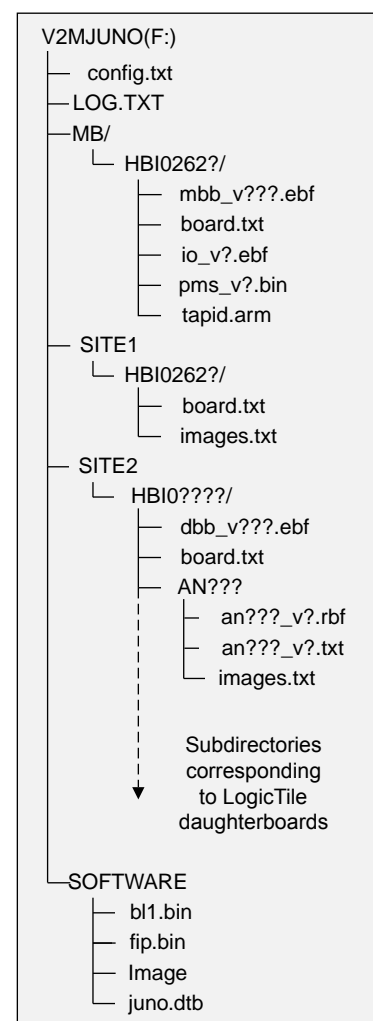 V2MJUNO(F:)
config.txt
LOG.TXT
MB/
HBI0262?/
mbb_v???.ebf
board.txt
io_v?.ebf
pms_v?.bin
tapid.arm
SITE1
HBI0262?/
board.txt
images.txt
SITE2
HBI0????/
dbb_v???.ebf
board.txt
AN???
an???_v?.rbf
an???_v?.txt
images.txt
Subdirectories
corresponding
to LogicTile
daughterboards
SOFTWARE
bl1.bin
fip.bin
Image
juno.dtb